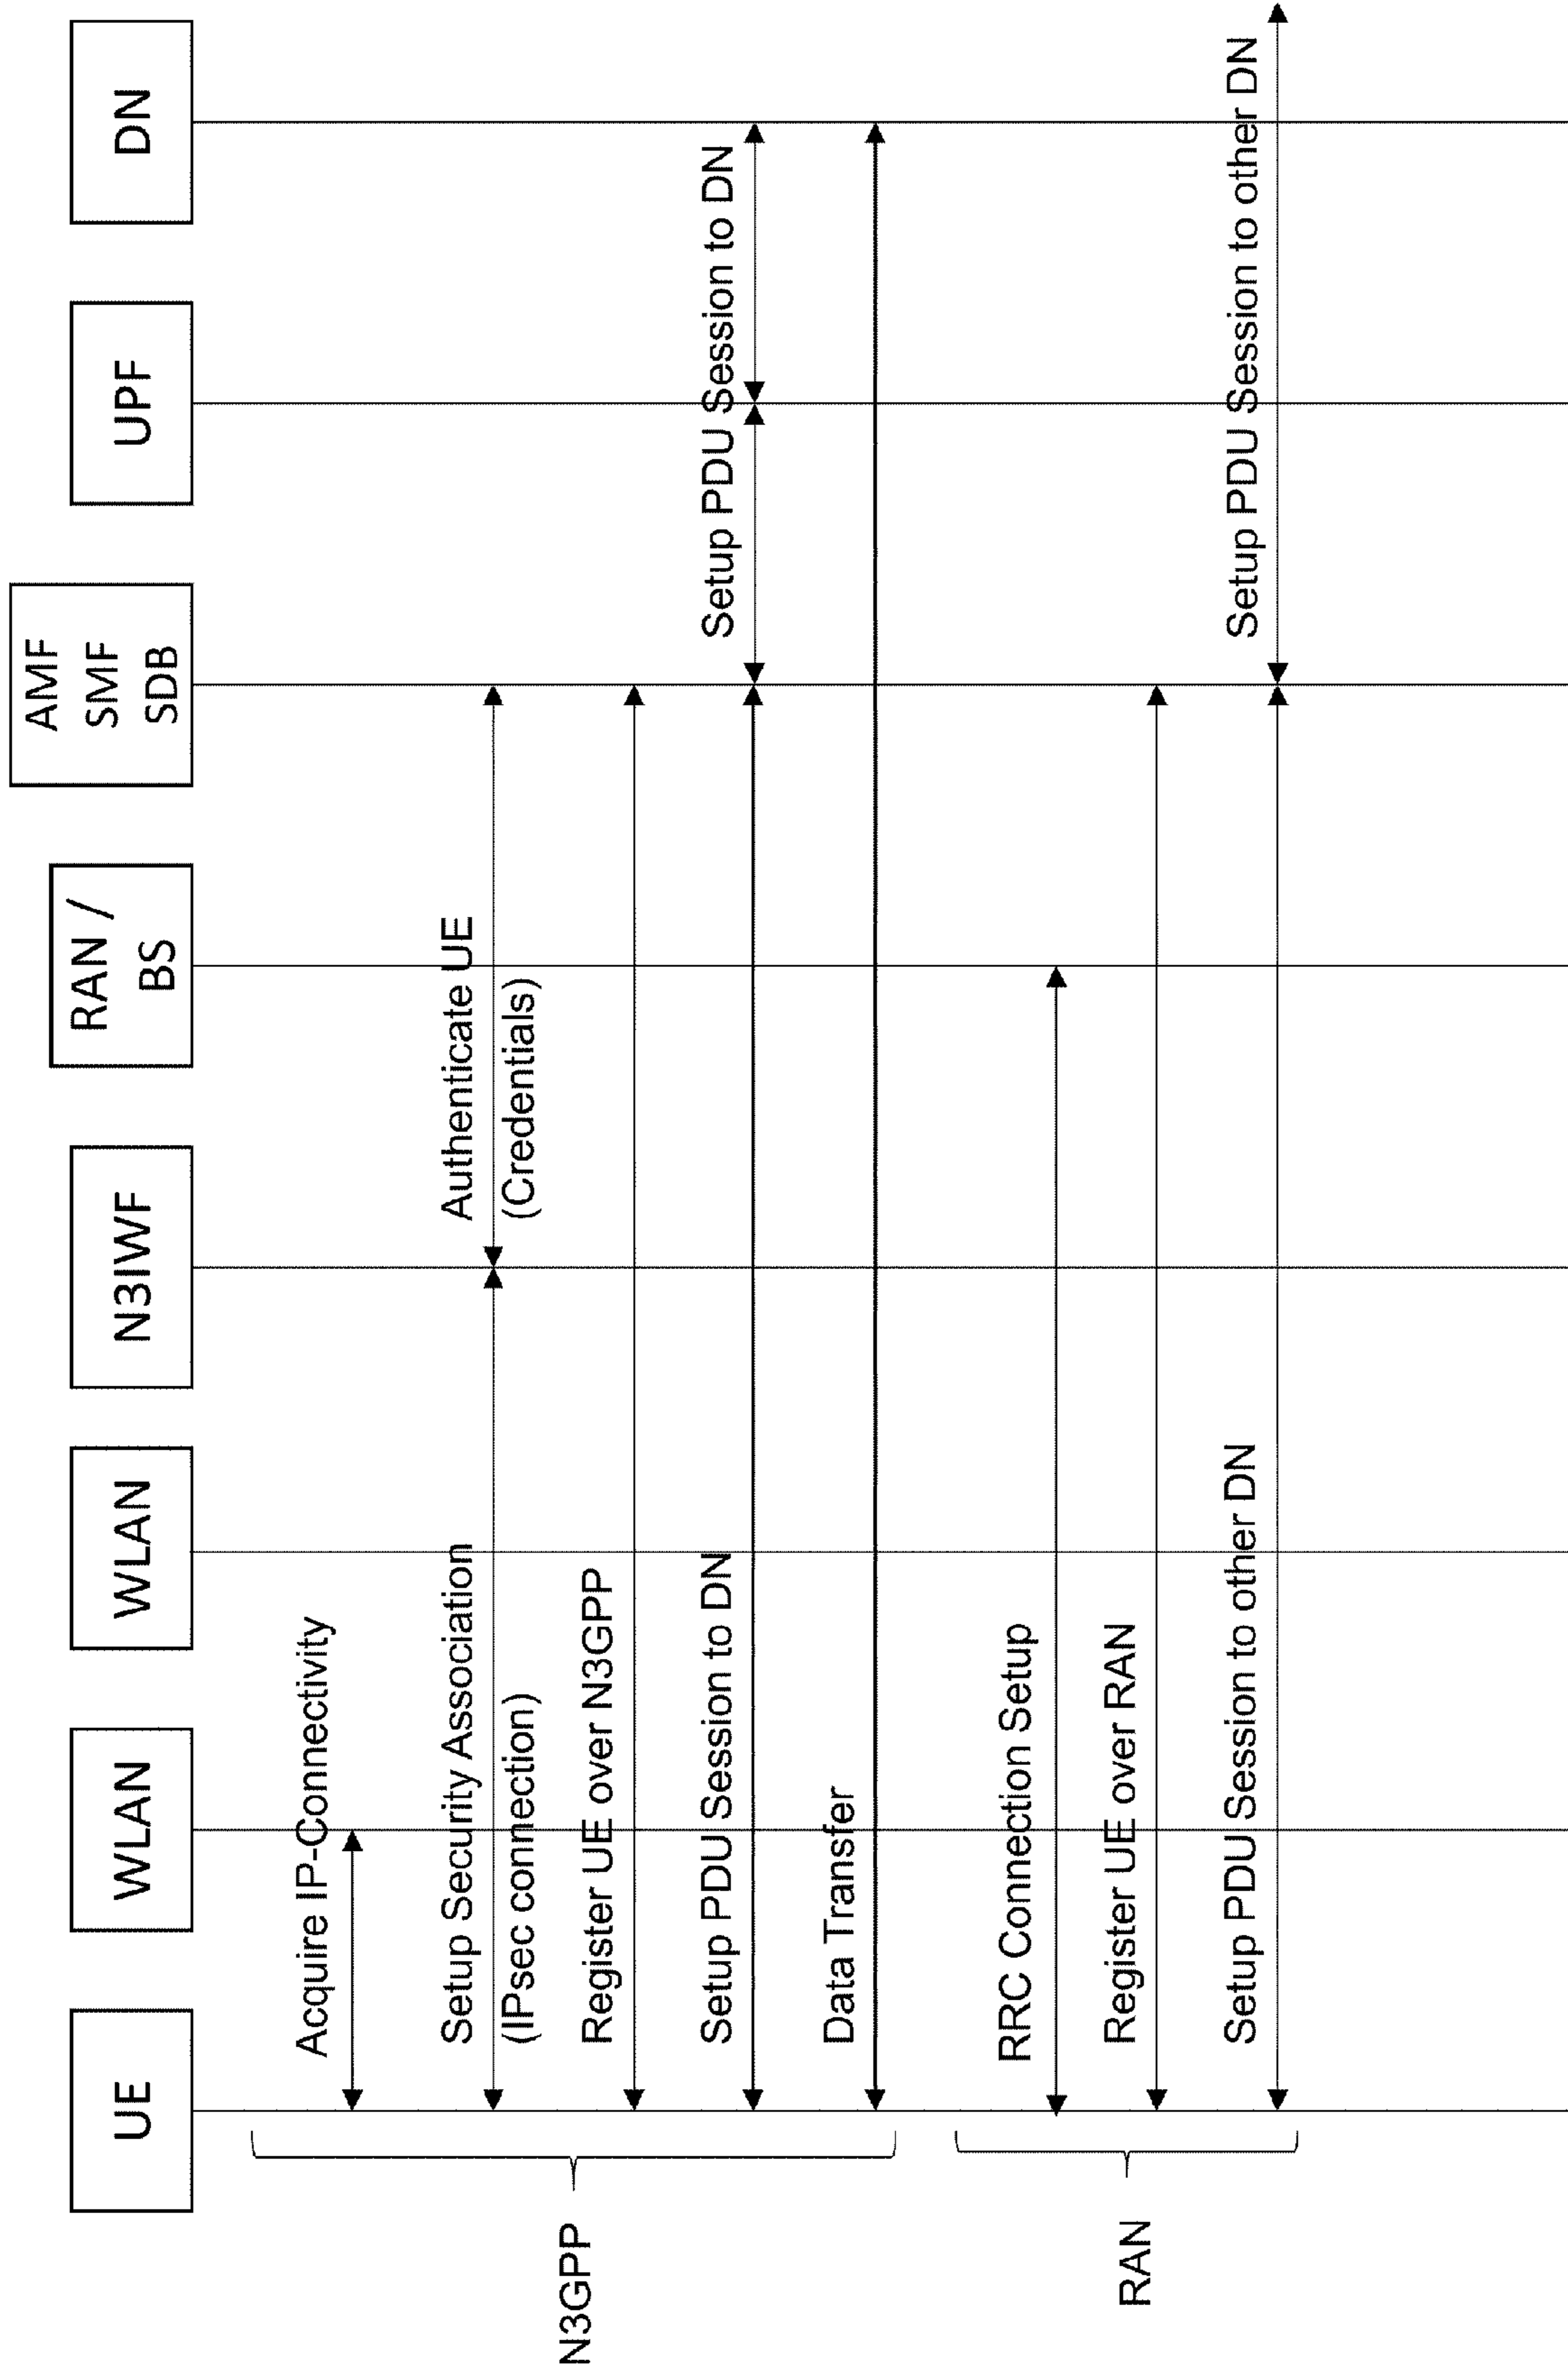 UE
WLAN
WLAN
N3IWF
RAN /
BS
AMF
SMF
SDB
UPF
DN
N3GPP
Acquire IP-Connectivity
Setup Security Association
(IPsec connection)
Authenticate UE
(Credentials)
Register UE over N3GPP
Setup PDU Session to DN
Setup PDU Session to DN
Data Transfer
RAN
RRC Connection Setup
Register UE over RAN
Setup PDU Session to other DN
Setup PDU Session to other DN